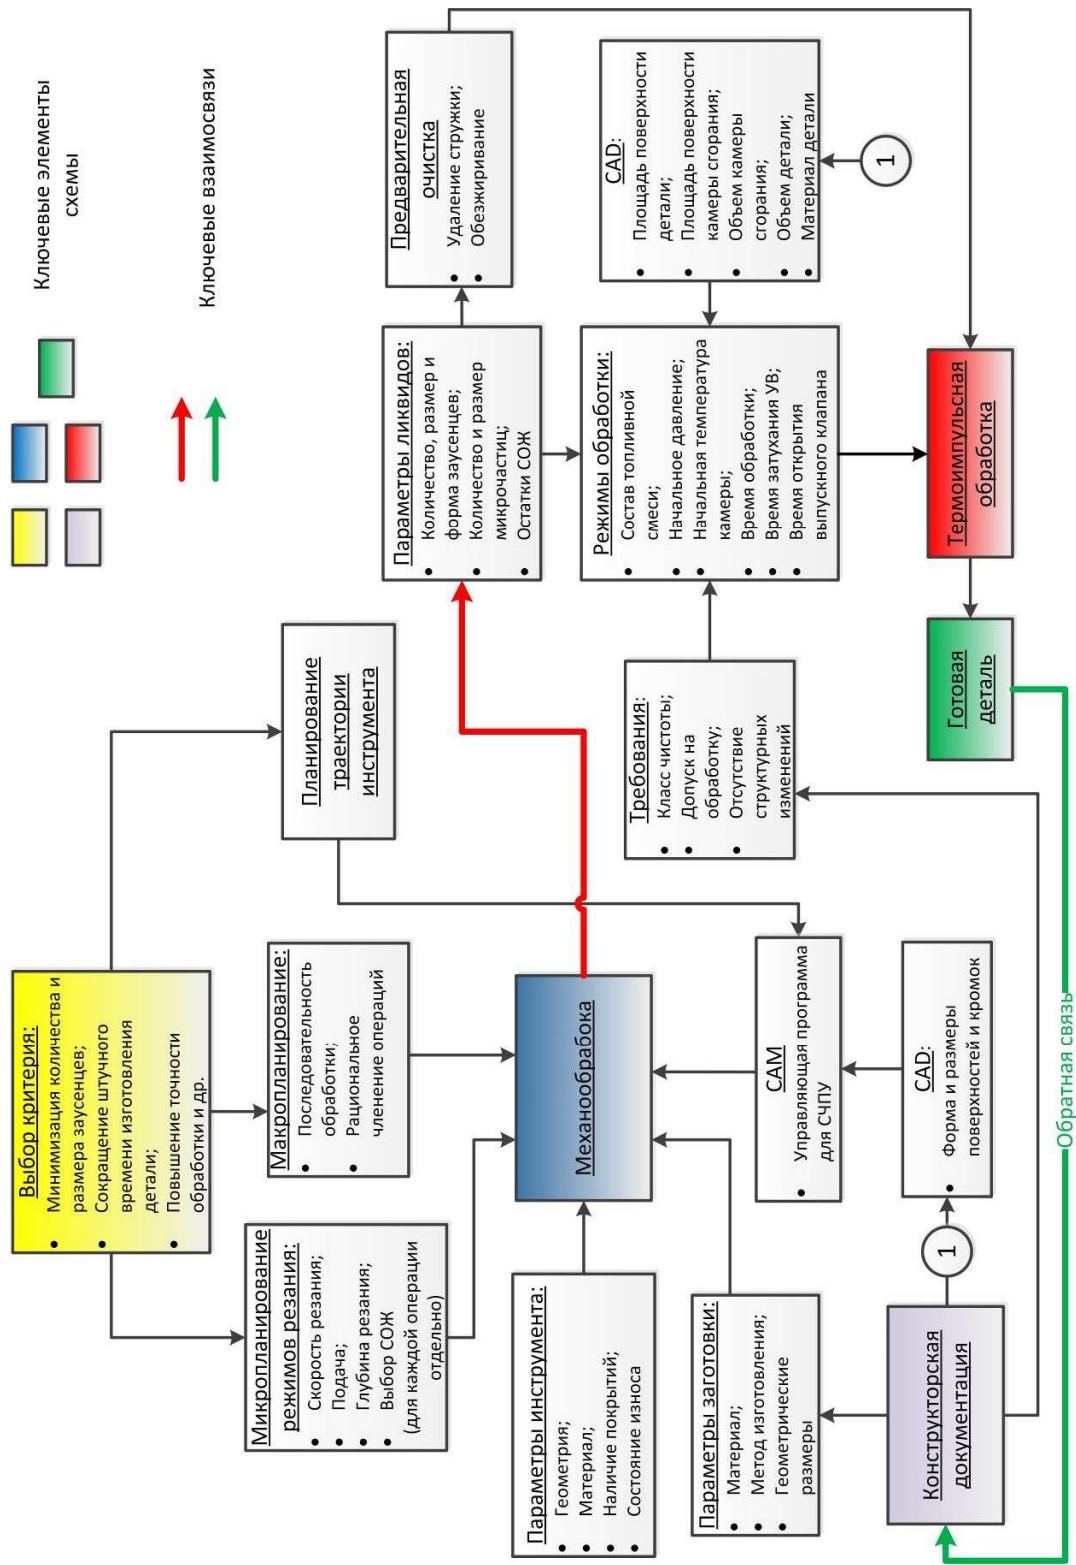 Выбор критерия:
• Минимизация количества и
размера заусенцев;
• Сокращение штучного
времени изготовления
детали;
• Повышение точности
обработки и др.
Ключевые элементы
схемы
Ключевые взаимосвязи
Микропланирование
режимов резания:
• Скорость резания;
• Подача;
• Глубина резания;
• Выбор СОЖ
(для каждой операции
отдельно)
Макропланирование:
• Последовательность
обработки;
• Рациональное
членение операций
Планирование
траектории
инструмента
Параметры ликвидов:
• Количество, размер и
форма заусенцев;
• Количество и размер
микрочастиц;
• Остатки СОЖ
Предварительная
очистка
• Удаление стружки;
• Обезжиривание
Параметры инструмента:
• Геометрия;
• Материал;
• Наличие покрытий;
• Состояние износа
Механообрабока
Требования:
• Класс чистоты;
• Допуск на
обработку;
• Отсутствие
структурных
изменений
Режимы обработки:
• Состав топливной
смеси;
• Начальное давление;
• Начальная температура
камеры;
• Время обработки;
• Время затухания УВ;
• Время открытия
выпускного клапана
CAD:
• Площадь поверхности
детали;
• Площадь поверхности
камеры сгорания;
• Объем камеры
сгорания;
• Объем детали;
• Материал детали
1
Параметры заготовки:
• Материал;
• Метод изготовления;
• Геометрические
размеры
CAM
• Управляющая программа
для СЧПУ
Конструкторская
документация
1
CAD:
• Форма и размеры
поверхностей и кромок
Готовая
деталь
Термоимпульсная
обработка
Обратная связь